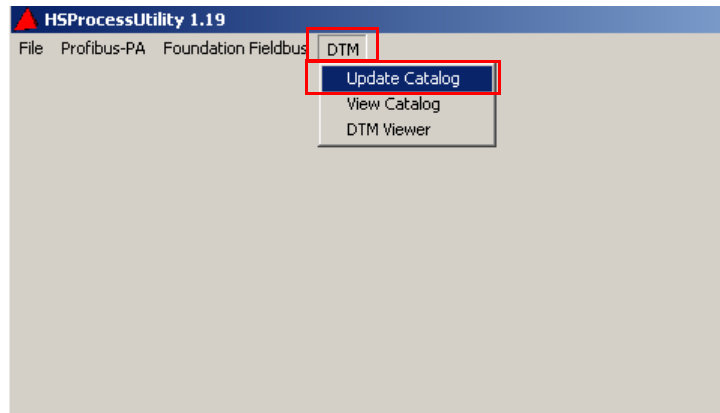 HSProcessUtility 1.19
File Profibus-PA Foundation Fieldbus DTM
Update Catalog
View Catalog
DTM Viewer